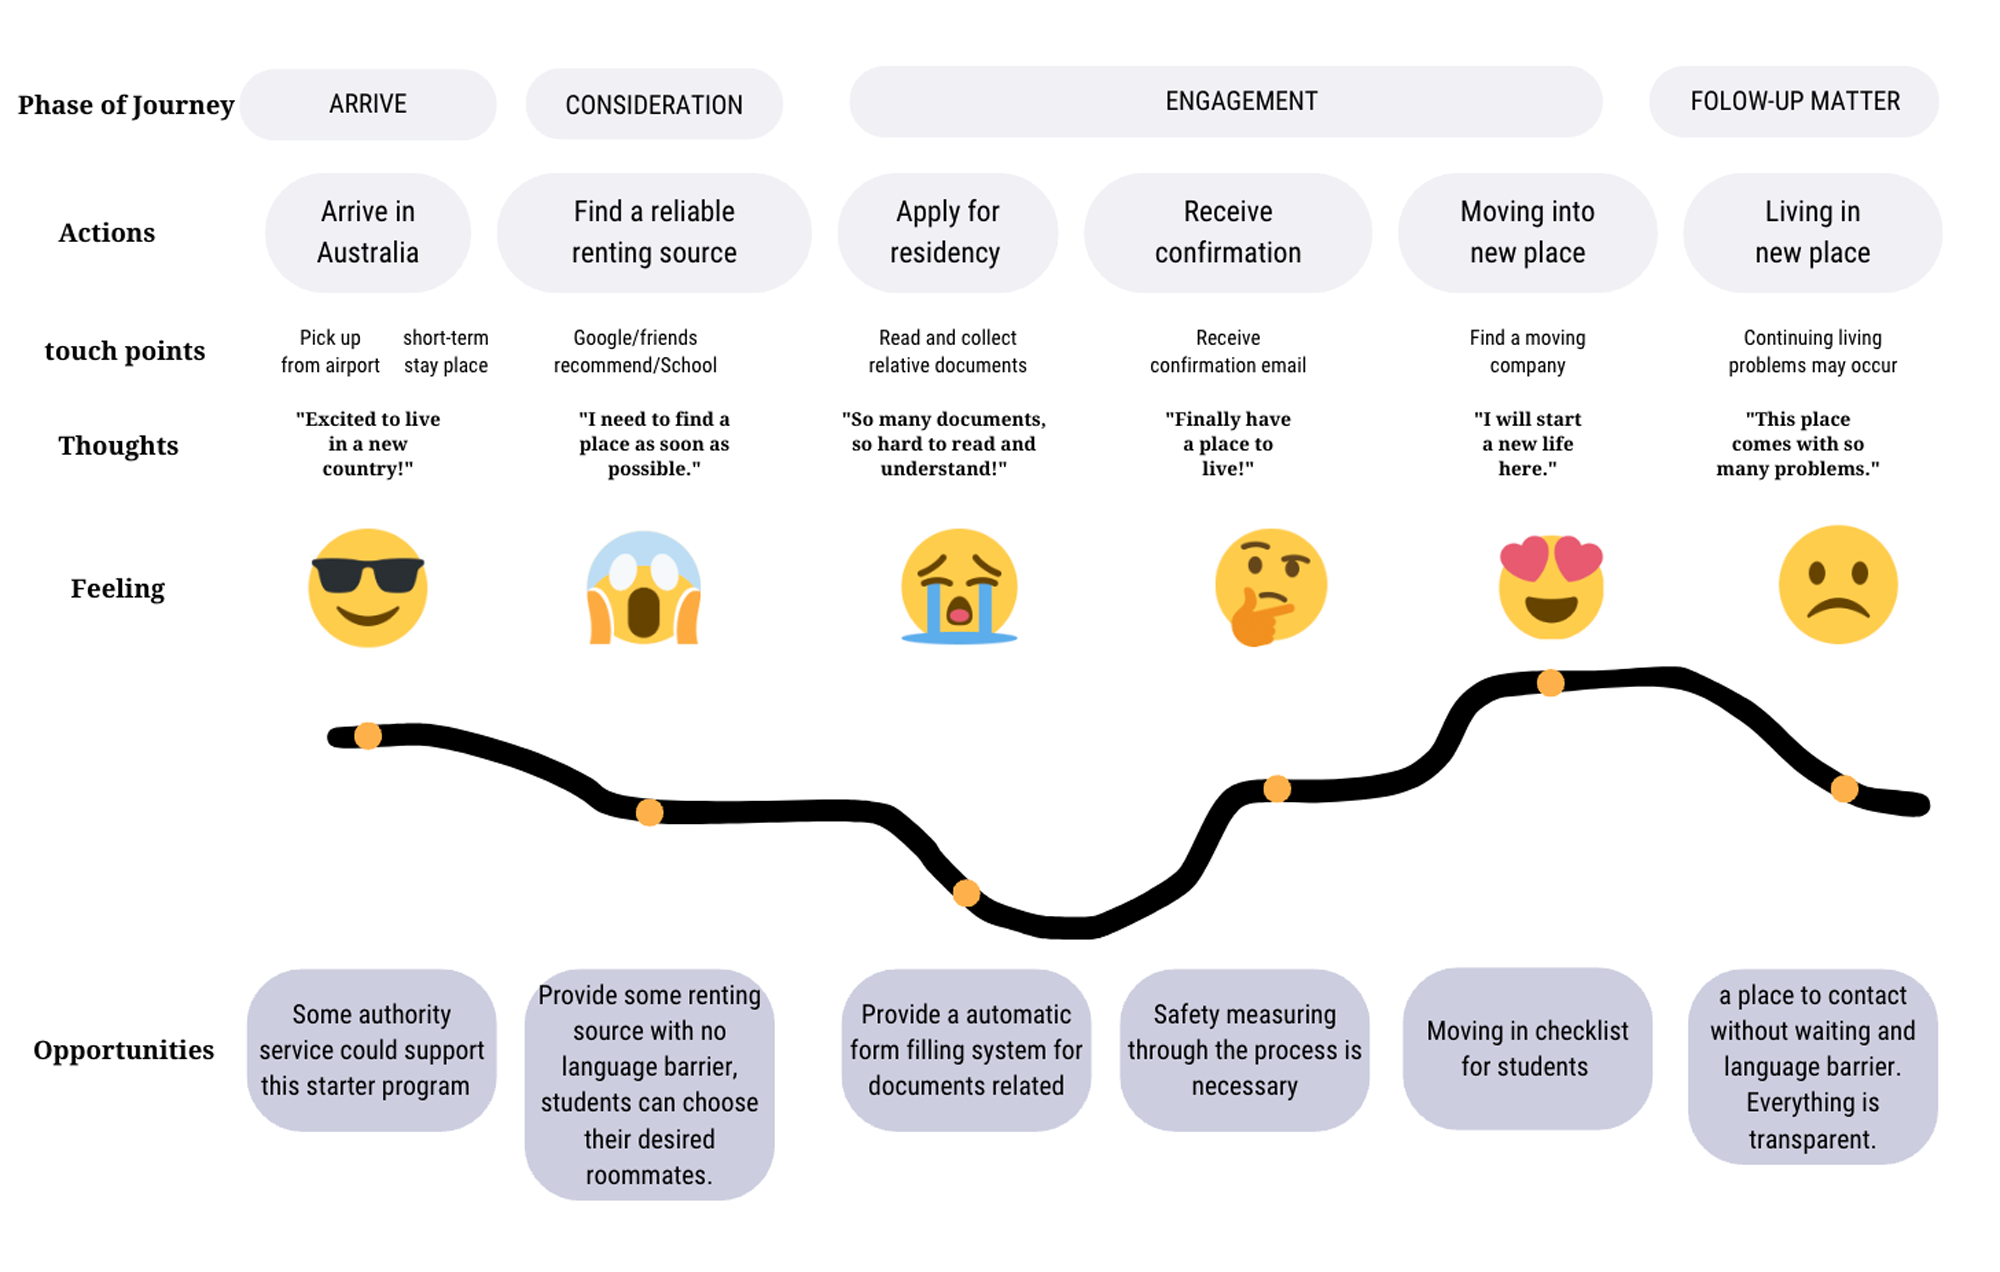 Phase of Journey
ARRIVE
CONSIDERATION
ENGAGEMENT
FOLOW-UP MATTER
Actions
Arrive in
Australia
Find a reliable
renting source
Apply for
residency
Receive
confirmation
Moving into
new place
Living in
new place
touch points
Pick up
from airport
short-term
stay place
Google/friends
recommend/School
Read and collect
relative documents
Receive
confirmation email
Find a moving
company
Continuing living
problems may occur
Thoughts
"Excited to live
in a new
country!"
"I need to find a
place as soon as
possible."
"So many documents,
so hard to read and
understand!"
"Finally have
a place to
live!"
"I will start
a new life
here."
"This place
comes with so
many problems."
Feeling
Opportunities
Some authority
service could support
this starter program
Provide some renting
source with no
language barrier,
students can choose
their desired
roommates.
Provide a automatic
form filling system for
documents related
Safety measuring
through the process is
necessary
Moving in checklist
for students
a place to contact
without waiting and
language barrier.
Everything is
transparent.